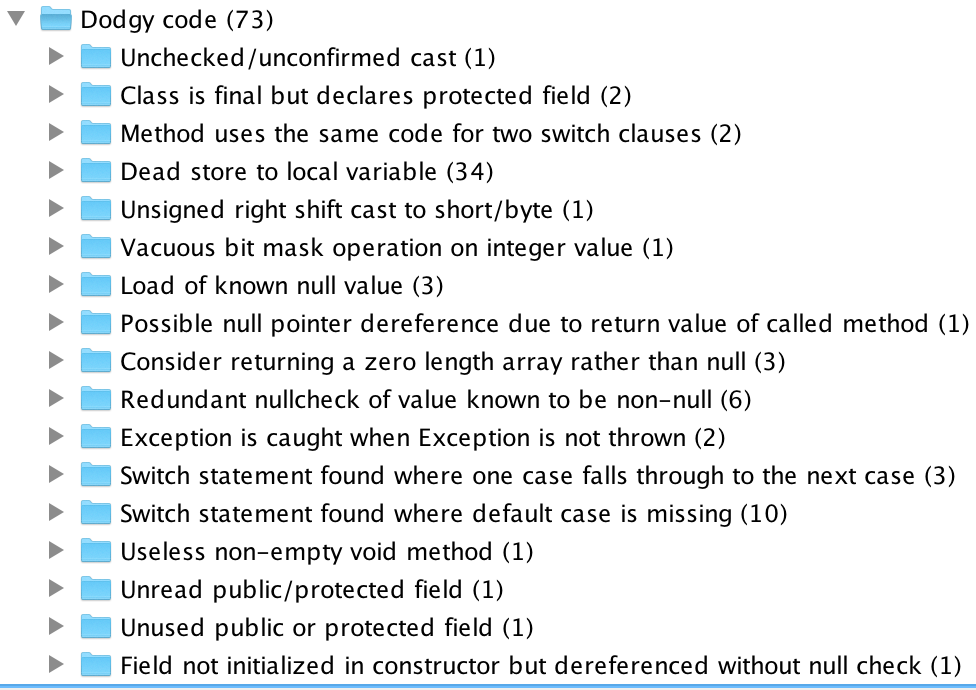 Dodgy code (73)
Unchecked/unconfirmed cast (1)
Class is final but declares protected field (2)
Method uses the same code for two switch clauses (2)
Dead store to local variable (34)
Unsigned right shift cast to short/byte (1)
Vacuous bit mask operation on integer value (1)
Load of known null value (3)
Possible null pointer dereference due to return value of called method (1)
Consider returning a zero length array rather than null (3)
Redundant nullcheck of value known to be non-null (6)
Exception is caught when Exception is not thrown (2)
Switch statement found where one case falls through to the next case (3)
Switch statement found where default case is missing (10)
Useless non-empty void method (1)
Unread public/protected field (1)
Unused public or protected field (1)
Field not initialized in constructor but dereferenced without null check (1)